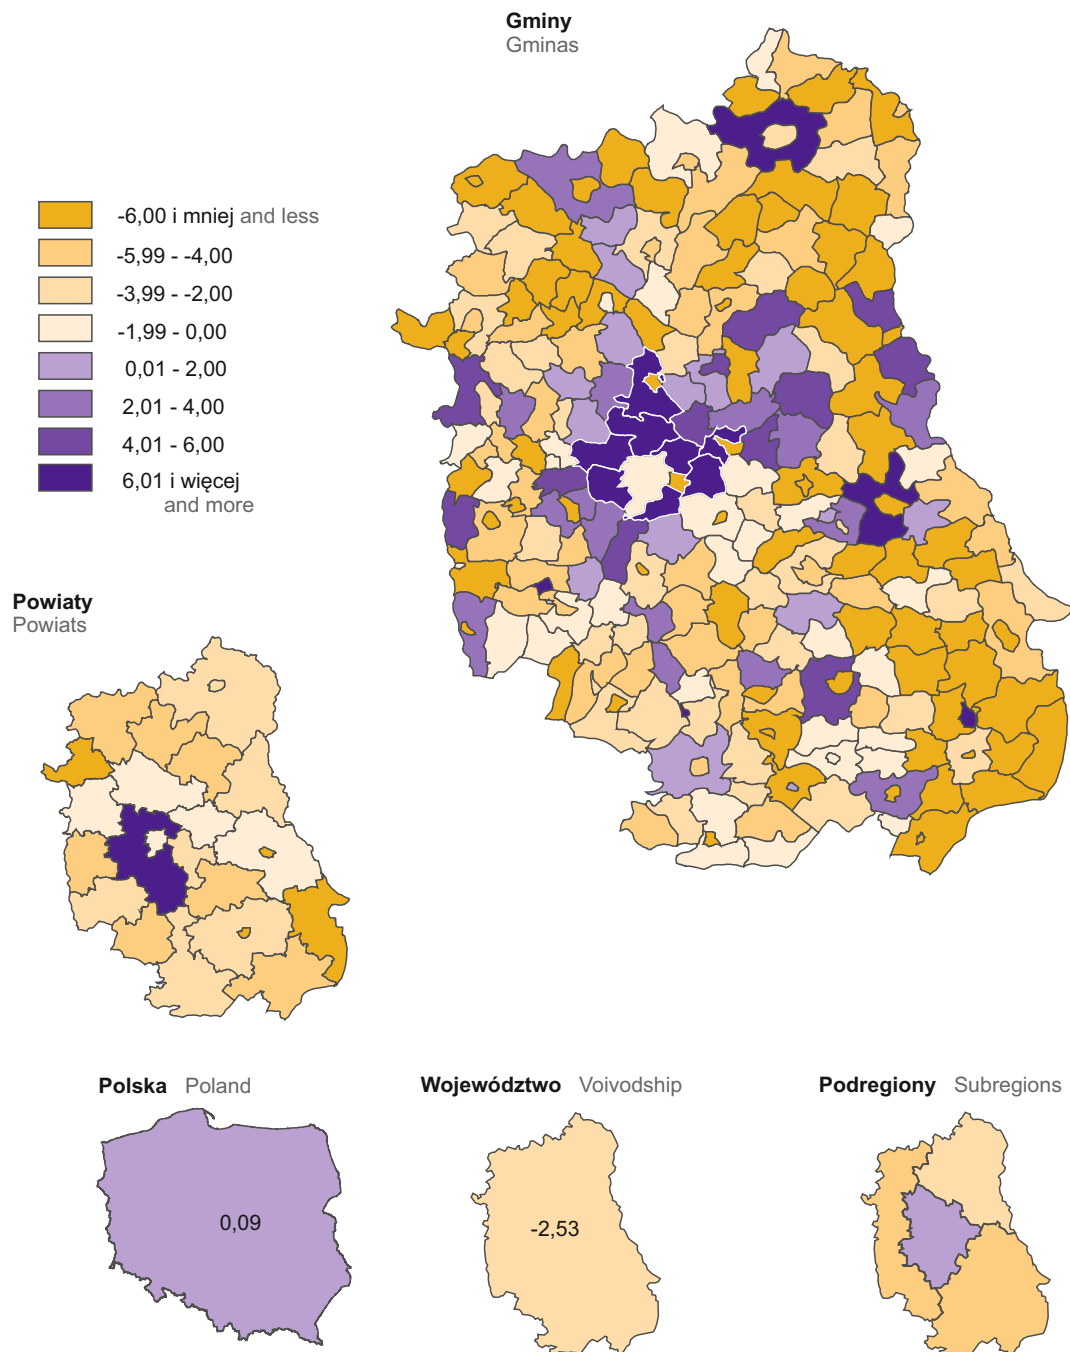 Gminy
Gminas
-6,00 i mniej and less
-5,99 - -4,00
-3,99 - -2,00
-1,99 - 0,00
0,01 - 2,00
2,01 - 4,00
4,01 - 6,00
6,01 i więcej
and more
Powiaty
Powiats
Polska Poland
0,09
Województwo Voivodship
-2,53
Podregiony Subregions